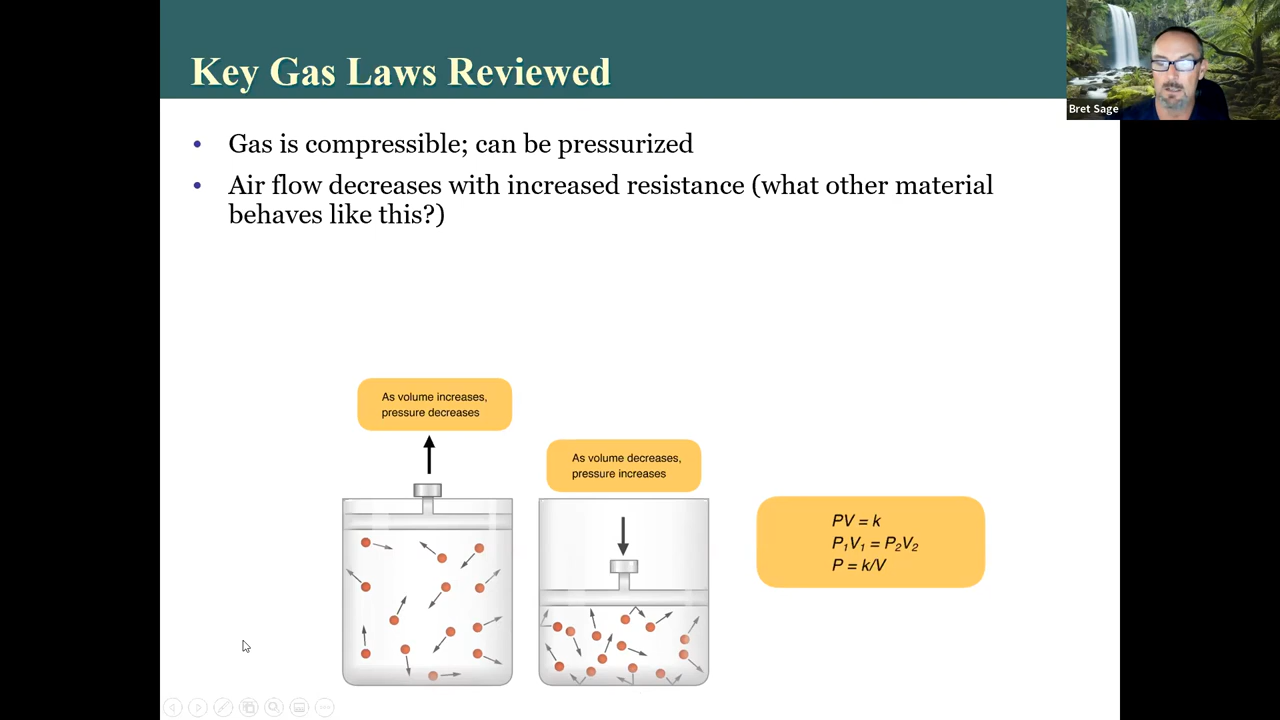 Key Gas Laws Reviewed
Bret Sage
• Gas is compressible; can be pressurized
• Air flow decreases with increased resistance (what other material
behaves like this?)
As volume increases,
pressure decreases
As volume decreases,
pressure increases
PV = k
P₁V₁ = P₂V₂
P = k/V